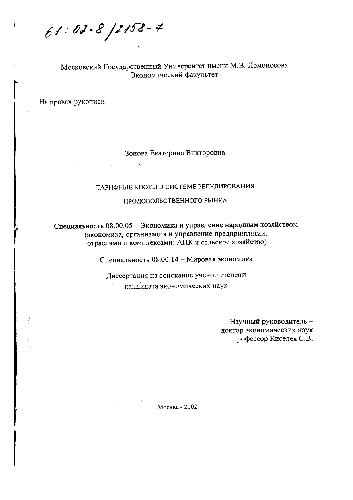 61:02-8/2158-7
Московский Государственный Университет имени М.В. Ломоносова
Экономический факультет
На правах рукописи
Зонова Екатерина Викторовна
ТАРИФНЫЕ КВОТЫ В СИСТЕМЕ РЕГУЛИРОВАНИЯ
ПРОДОВОЛЬСТВЕННОГО РЫНКА
Специальность 08.00.05 – Экономика и управление народным хозяйством
(экономика, организация и управление предприятиями,
отраслями и комплексами: АПК и сельское хозяйство)
Специальность 08.00.14 – Мировая экономика
Диссертация на соискание ученой степени
кандидата экономических наук
Научный руководитель –
доктор экономических наук
профессор Киселев С.В.
Москва - 2002